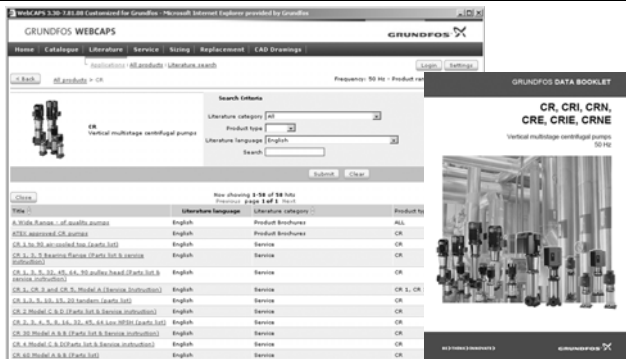 WebCAPS 3.30-7.01.08 Customized for Grundfos - Microsoft Internet Explorer provided by Grundfos
GRUNDFOS WEBCAPS
GRUNDFOS
Home Catalogue Literature Service Sizing Replacement CAD Drawings
Applications › All products › Literature search
Login Settings
< Back All products > CR
Frequency: 50 Hz - Product
Search Criteria
Literature category All
CR
Vertical multistage centrifugal pumps
Product type
Literature language English
Search
Submit Clear
Close
Now showing 1-58 of 58 hits
Previous page 1 of 1 Next
Title Literature language Literature category Product
A Wide Range - of quality pumps English Product Brochures ALL
ATEX approved CR pumps English Product Brochures CR
CR 2 to 90 air-cooled top (parts list) English Service CR
CR 1, 3, 5 Bearing flange (Parts list & service
instruction) English Service CR
CR 1, 3, 5, 32, 45, 64, 90 pulley head (Parts list &
service instruction) English Service CR
CR 1, CR 3 and CR 5, Model A (Service Instruction) English Service CR 1, CR
CR 1,3, 5, 10, 15, 20 tandem (parts list) English Service CR
CR 2 Model C & D (Parts list & Service instruction) English Service CR
CR 2, 3, 4, 5, 8, 16, 32, 45, 64 Low NPSH (parts list) English Service CR
CR 30 Model A & B (Parts list & Service instruction) English Service CR
CR 4 Model C & D(Parts list & Service instruction) English Service CR
CR 60 Model A & B (Parts list) English Service CR
GRUNDFOS DATA BOOKLET
CR, CRI, CRN,
CRE, CRIE, CRNE
Vertical multistage centrifugal pumps
50 Hz
BE > THINK > INNOVATE >
GRUNDFOS